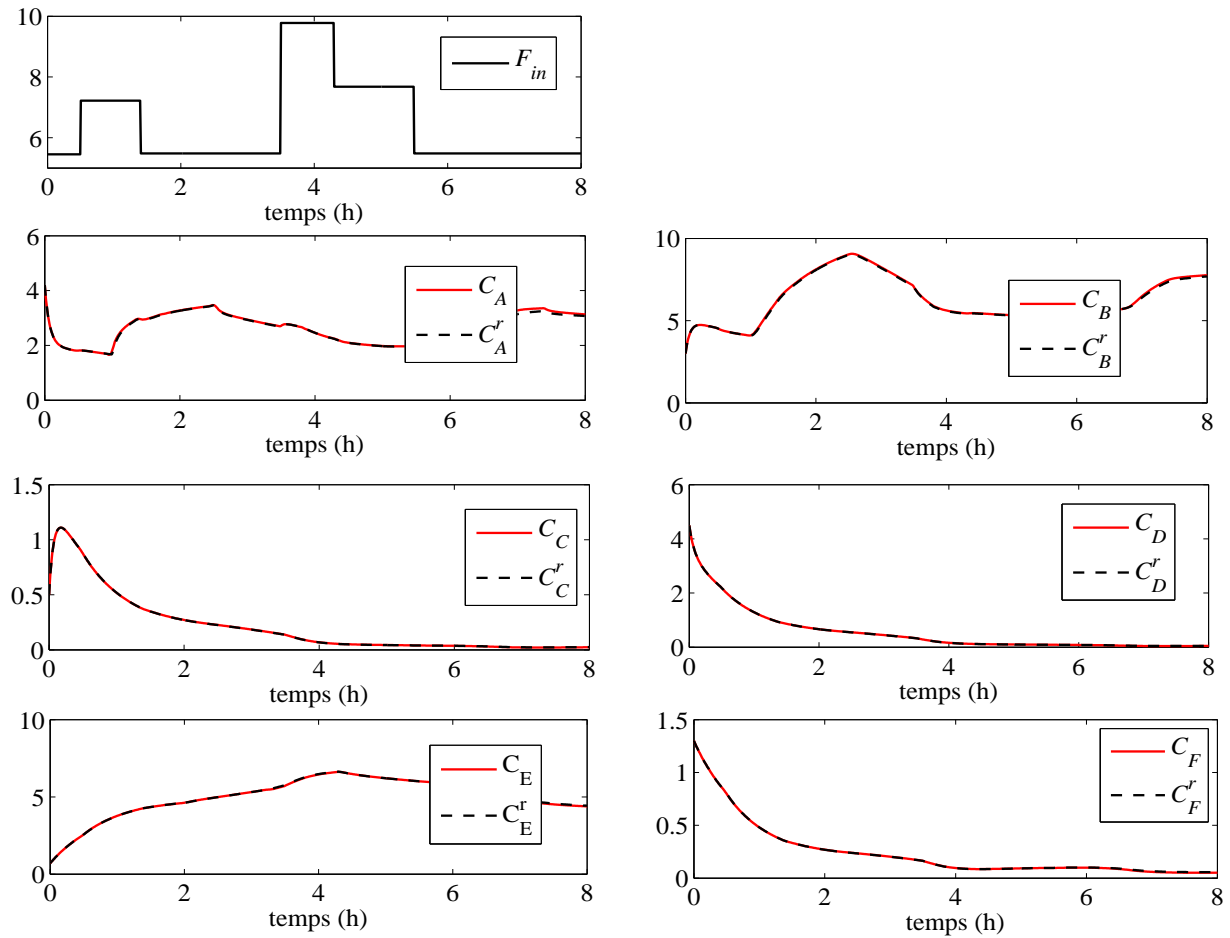 10
8
6
F_in
0 2 4 6 8
temps (h)
6
4
2
0
C_A
C_A^r
0 2 4 6 8
temps (h)
10
5
0
C_B
C_B^r
0 2 4 6 8
temps (h)
1.5
1
0.5
0
C_C
C_C^r
0 2 4 6 8
temps (h)
6
4
2
0
C_D
C_D^r
0 2 4 6 8
temps (h)
10
5
0
C_E
C_E^r
0 2 4 6 8
temps (h)
1.5
1
0.5
0
C_F
C_F^r
0 2 4 6 8
temps (h)